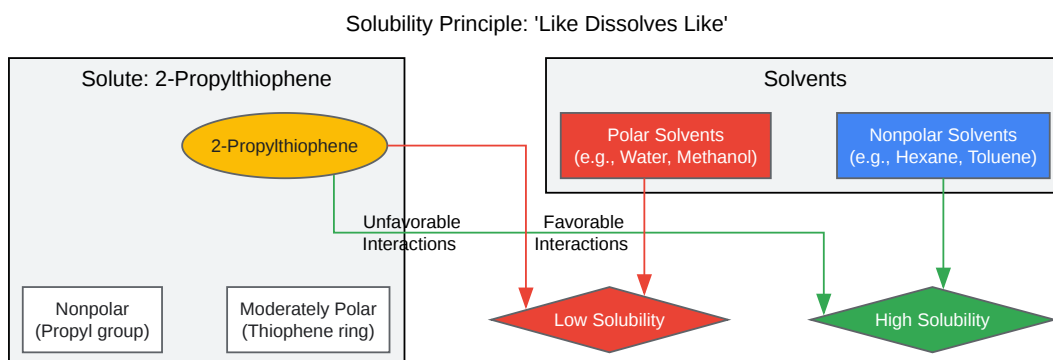 Solubility Principle: 'Like Dissolves Like'
Solute: 2-Propylthiophene
Solvents
2-Propylthiophene
Polar Solvents
(e.g., Water, Methanol)
Nonpolar Solvents
(e.g., Hexane, Toluene)
Unfavorable
Interactions
Favorable
Interactions
Nonpolar
(Propyl group)
Moderately Polar
(Thiophene ring)
Low Solubility
High Solubility